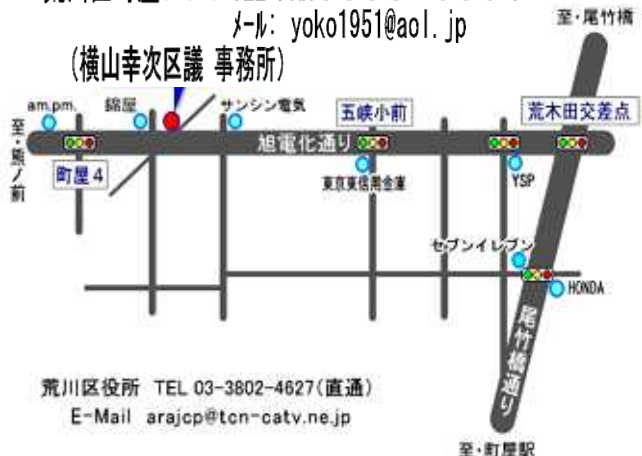 メール: yoko1951@aol.jp
(横山幸次区議 事務所)
至・尾竹橋
am.pm.
錦屋
サンシン電気
五峡小前
荒木田交差点
至・熊ノ前
旭電化通り
町屋4
東京東信用金庫
YSP
セブンイレブン
HONDA
尾竹橋通り
荒川区役所 TEL 03-3802-4627(直通)
E-Mail arajcp@tcn-catv.ne.jp
至・町屋駅